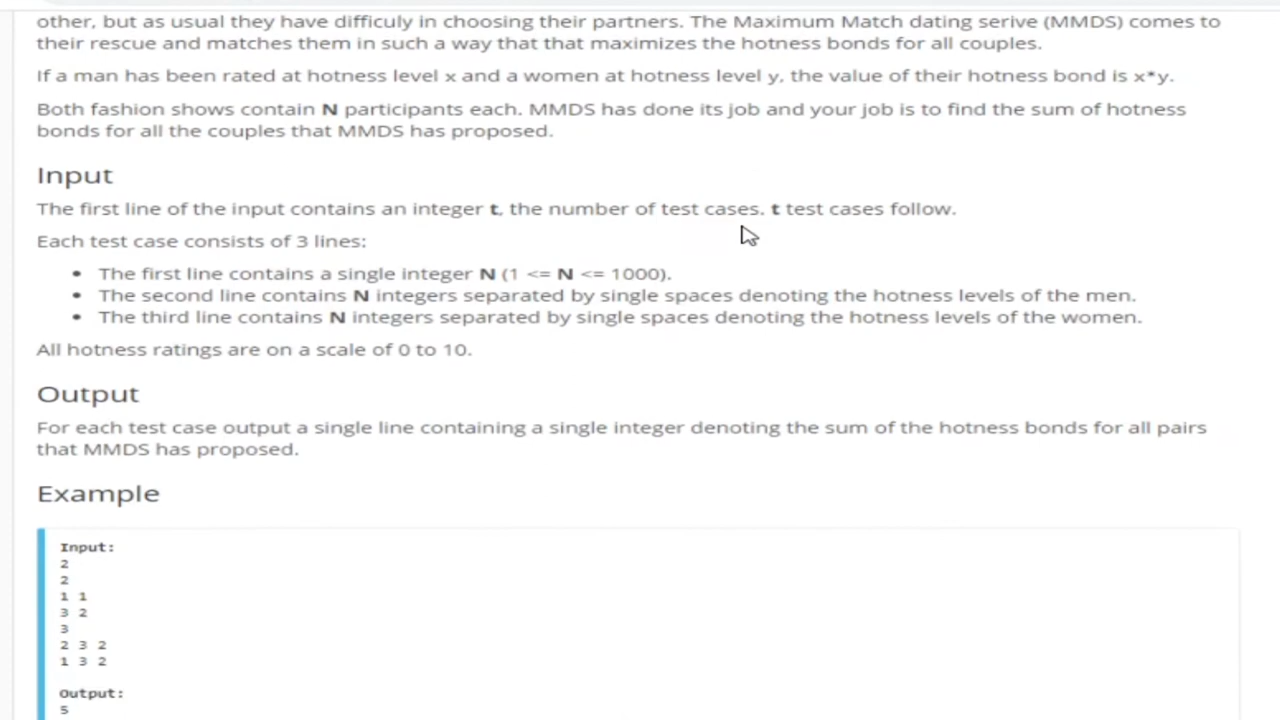 other, but as usual they have difficuly in choosing their partners. The Maximum Match dating serive (MMDS) comes to
their rescue and matches them in such a way that that maximizes the hotness bonds for all couples.
If a man has been rated at hotness level x and a women at hotness level y, the value of their hotness bond is x*y.
Both fashion shows contain N participants each. MMDS has done its job and your job is to find the sum of hotness
bonds for all the couples that MMDS has proposed.
Input
The first line of the input contains an integer t, the number of test cases. t test cases follow.
Each test case consists of 3 lines:
• The first line contains a single integer N (1 <= N <= 1000).
• The second line contains N integers separated by single spaces denoting the hotness levels of the men.
• The third line contains N integers separated by single spaces denoting the hotness levels of the women.
All hotness ratings are on a scale of 0 to 10.
Output
For each test case output a single line containing a single integer denoting the sum of the hotness bonds for all pairs
that MMDS has proposed.
Example
Input:
2
2
1 1
3 2
3
2 3 2
1 3 2
Output:
5